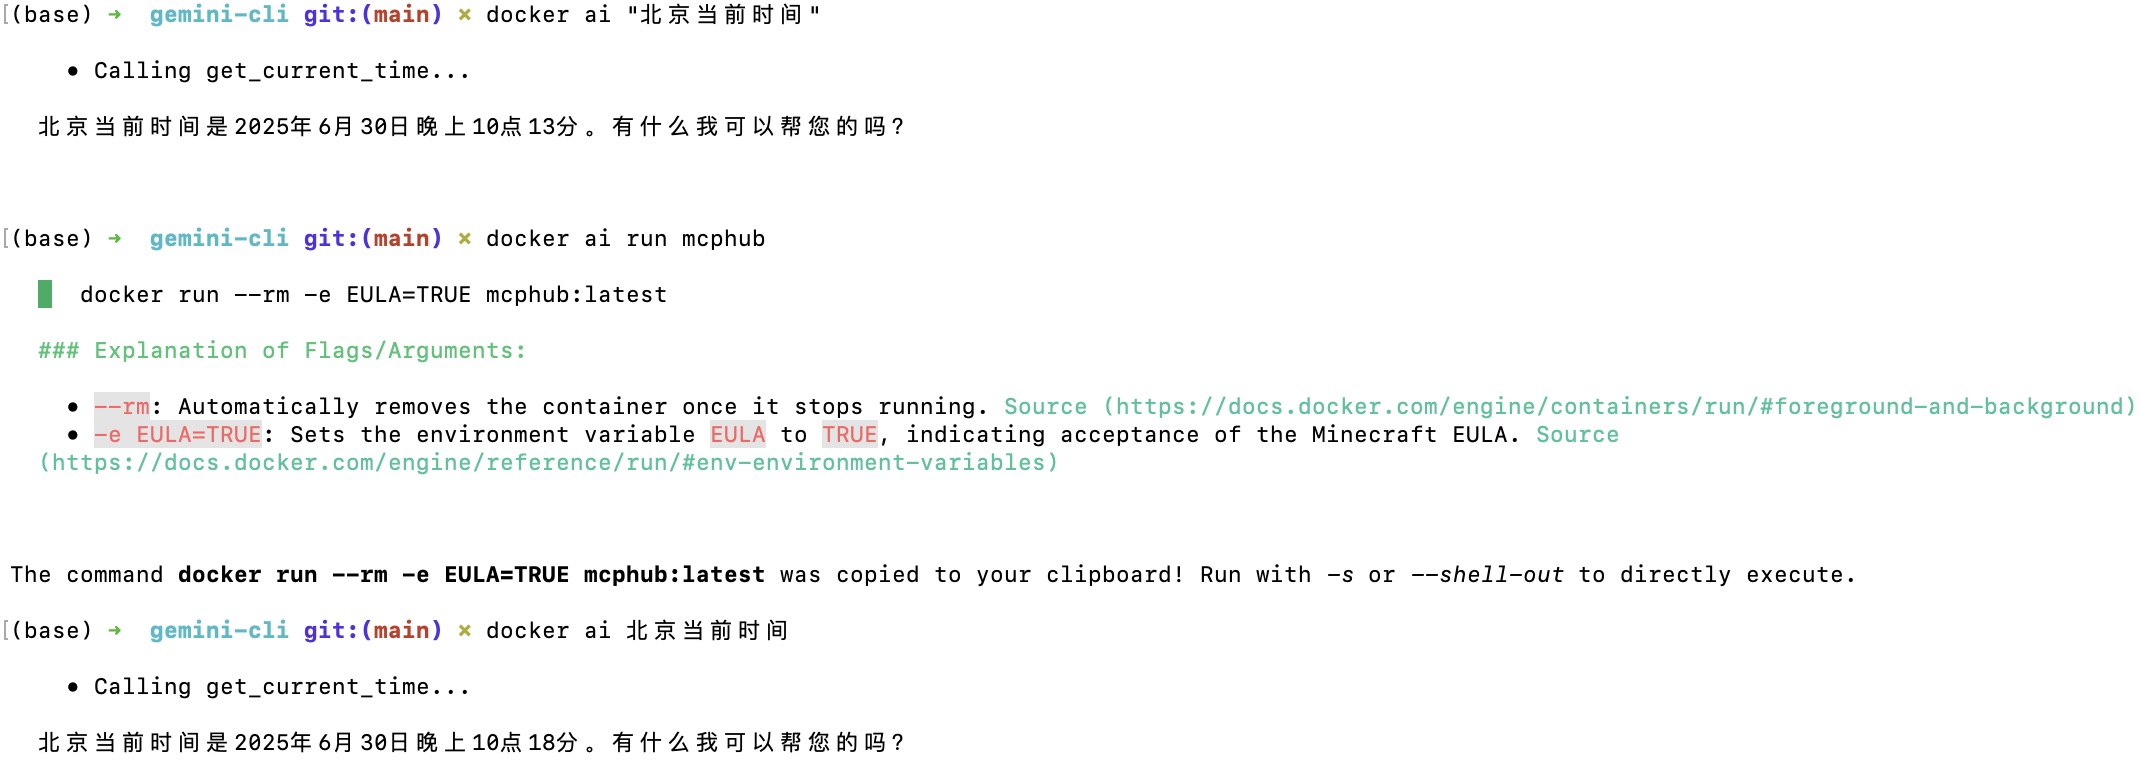 [(base) ➜  gemini-cli git:(main) × docker ai "北京当前时间"
• Calling get_current_time...
北京当前时间是2025年6月30日晚上10点13分。有什么我可以帮您的吗?
[(base) ➜  gemini-cli git:(main) × docker ai run mcphub
docker run --rm -e EULA=TRUE mcphub:latest
### Explanation of Flags/Arguments:
• --rm: Automatically removes the container once it stops running. Source (https://docs.docker.com/engine/containers/run/#foreground-and-background)
• -e EULA=TRUE: Sets the environment variable EULA to TRUE, indicating acceptance of the Minecraft EULA. Source
(https://docs.docker.com/engine/reference/run/#env-environment-variables)
The command docker run --rm -e EULA=TRUE mcphub:latest was copied to your clipboard! Run with -s or --shell-out to directly execute.
[(base) ➜  gemini-cli git:(main) × docker ai 北京当前时间
• Calling get_current_time...
北京当前时间是2025年6月30日晚上10点18分。有什么我可以帮您的吗?